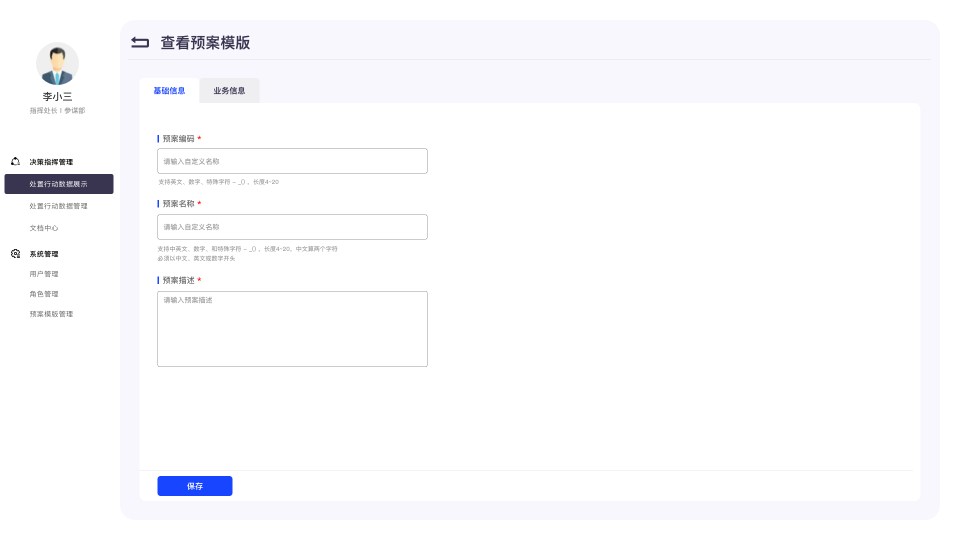 李小三
指挥处长 | 参谋部
决策指挥管理
处置行动数据展示
处置行动数据管理
文档中心
系统管理
用户管理
角色管理
预案模版管理
查看预案模版
基础信息
业务信息
预案编码 *
请输入自定义名称
支持英文、数字、特殊字符 – _() 、长度4-20
预案名称 *
请输入自定义名称
支持中英文、数字、和特殊字符 – _() 、长度4-20、中文算两个字符
必须以中文、英文或数字开头
预案描述 *
请输入预案描述
保存